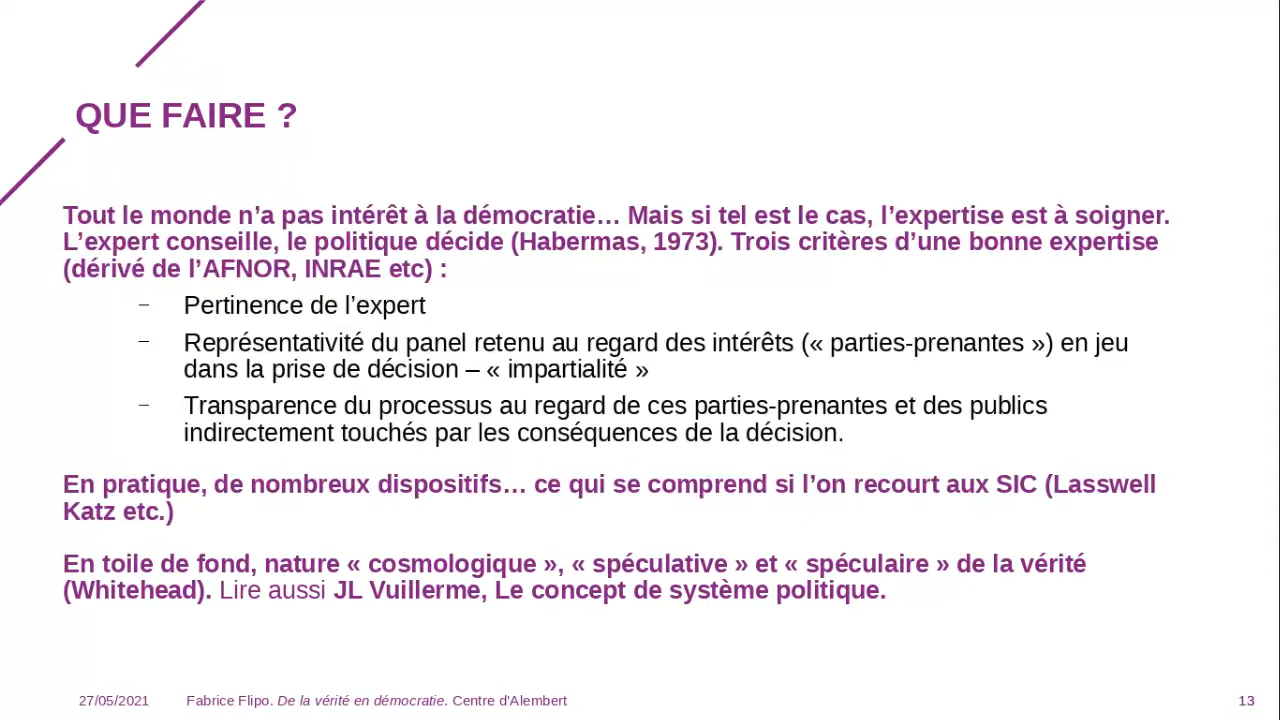 QUE FAIRE ?
Tout le monde n’a pas intérêt à la démocratie… Mais si tel est le cas, l’expertise est à soigner.
L’expert conseille, le politique décide (Habermas, 1973). Trois critères d’une bonne expertise
(dérivé de l’AFNOR, INRAE etc) :
– Pertinence de l’expert
– Représentativité du panel retenu au regard des intérêts (« parties-prenantes ») en jeu
dans la prise de décision – « impartialité »
– Transparence du processus au regard de ces parties-prenantes et des publics
indirectement touchés par les conséquences de la décision.
En pratique, de nombreux dispositifs… ce qui se comprend si l’on recourt aux SIC (Lasswell
Katz etc.)
En toile de fond, nature « cosmologique », « spéculative » et « spéculaire » de la vérité
(Whitehead). Lire aussi JL Vuillerme, Le concept de système politique.
27/05/2021 Fabrice Flipo. De la vérité en démocratie. Centre d'Alembert 13